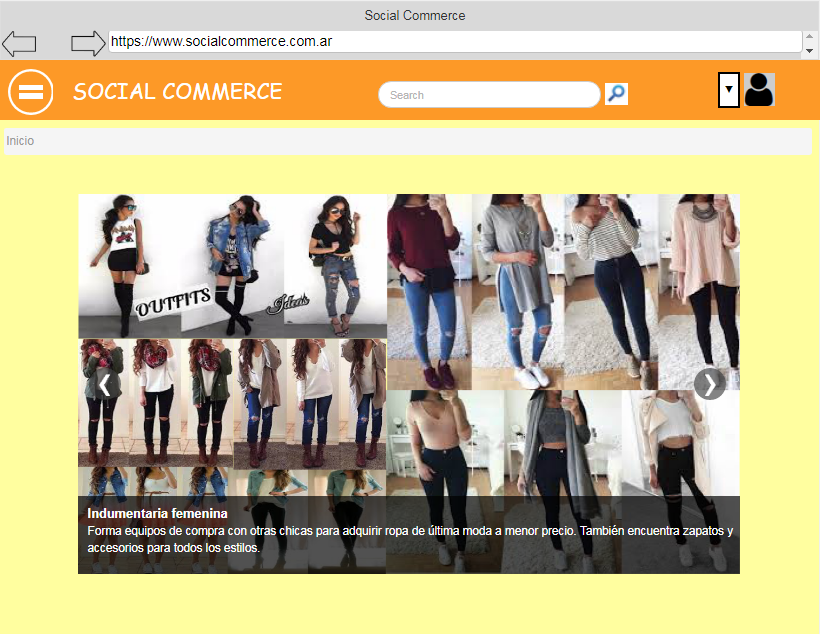 Social Commerce
https://www.socialcommerce.com.ar
SOCIAL COMMERCE
Search
Inicio
OUTFITS
Ideas
Indumentaria femenina
Forma equipos de compra con otras chicas para adquirir ropa de última moda a menor precio. También encuentra zapatos y
accesorios para todos los estilos.